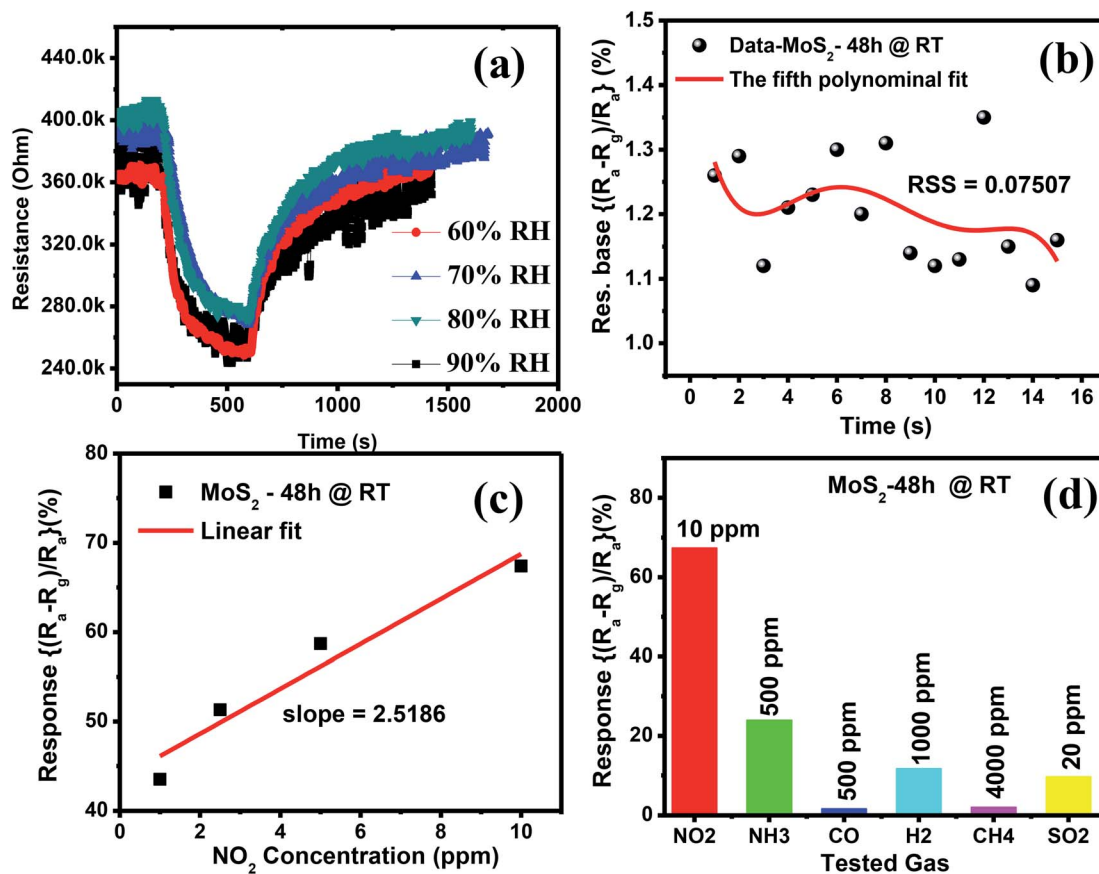 (a)
Resistance (Ohm)
440.0k
400.0k
360.0k
320.0k
280.0k
240.0k
60% RH
70% RH
80% RH
90% RH
0 500 1000 1500 2000
Time (s)
(b)
Res. base {(Rₐ-R_g)/Rₐ} (%)
1.5
1.4
1.3
1.2
1.1
1.0
Data-MoS₂- 48h @ RT
The fifth polynominal fit
RSS = 0.07507
0 2 4 6 8 10 12 14 16
Time (s)
(c)
Response {(Rₐ-R_g)/Rₐ}(%)
80
70
60
50
40
MoS₂ - 48h @ RT
Linear fit
slope = 2.5186
0 2 4 6 8 10
NO₂ Concentration (ppm)
MoS₂-48h @ RT
(d)
Response {(Rₐ-R_g)/Rₐ}(%)
80
60
40
20
0
10 ppm
500 ppm
500 ppm
1000 ppm
4000 ppm
20 ppm
NO2 NH3 CO H2 CH4 SO2
Tested Gas